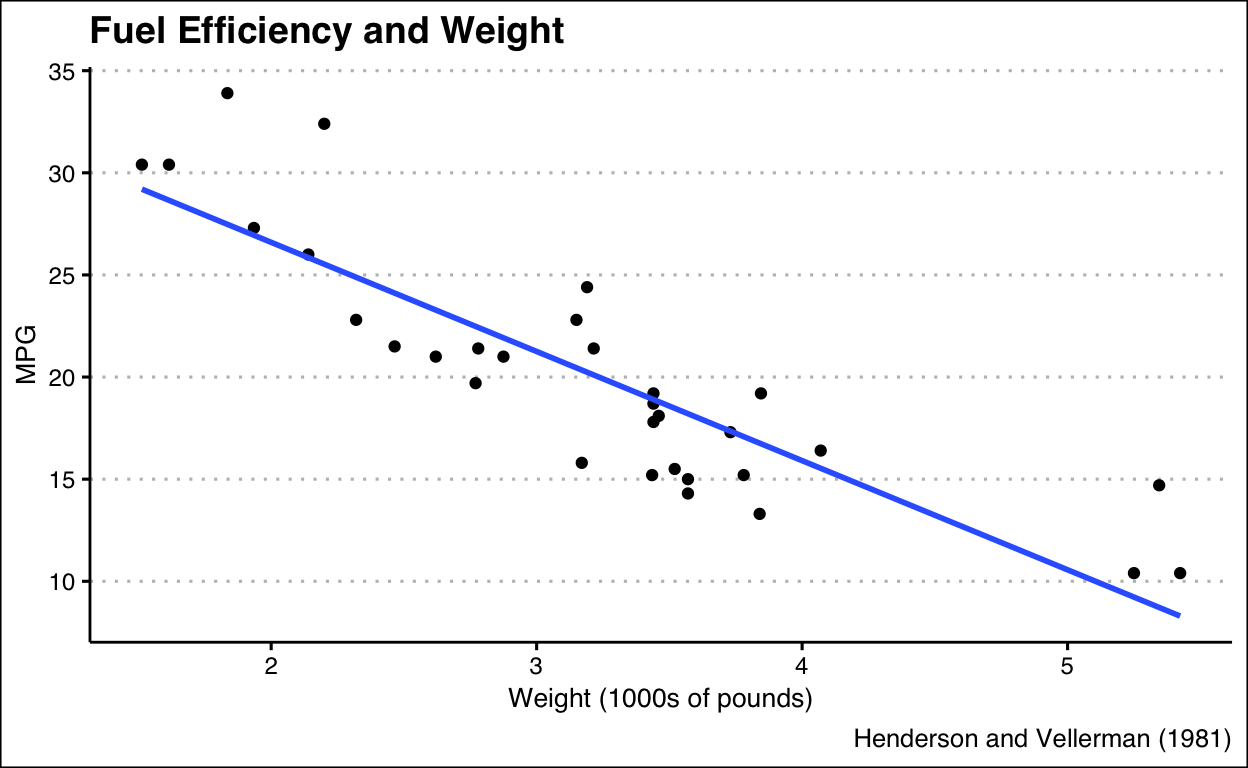 Fuel Efficiency and Weight
35
30
25
20
15
10
MPG
2 3 4 5
Weight (1000s of pounds)
Henderson and Vellerman (1981)